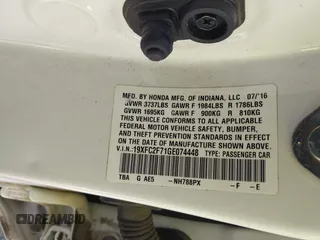 MFD. BY HONDA MFG. OF INDIANA, LLC 07/16
GVWR 3737LBS GAWR F 1984LBS R 1786LBS
GVWR 1695KG GAWR F 900KG R 810KG
THIS VEHICLE CONFORMS TO ALL APPLICABLE
FEDERAL MOTOR VEHICLE SAFETY, BUMPER,
AND THEFT PREVENTION STANDARDS IN EFFECT
ON THE DATE OF MANUFACTURE SHOWN ABOVE.
V.I.N.:19XFC2F71GE074448 TYPE: PASSENGER CAR
TBA G AE5 -NH788PX -F -E
DREAMBID